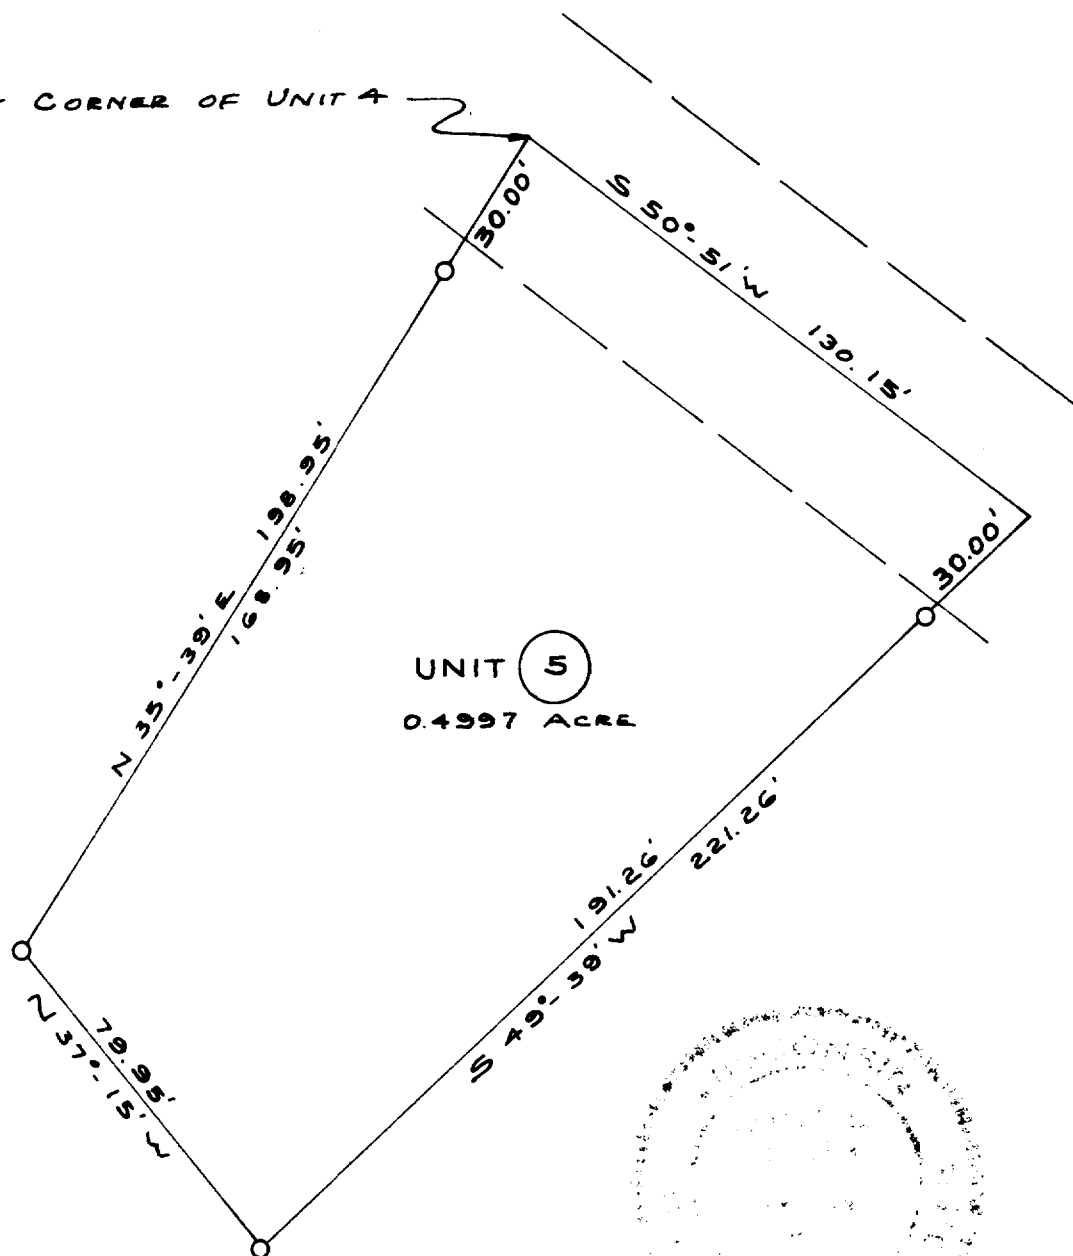 CORNER OF UNIT 4
30.00'
S 50°-51'W 130.15'
30.00'
N 35°-39'E 198.95'
168.95'
UNIT 5
0.4997 ACRE
191.26'
S 49°-39'W 221.26'
79.95'
N 37°-15'W